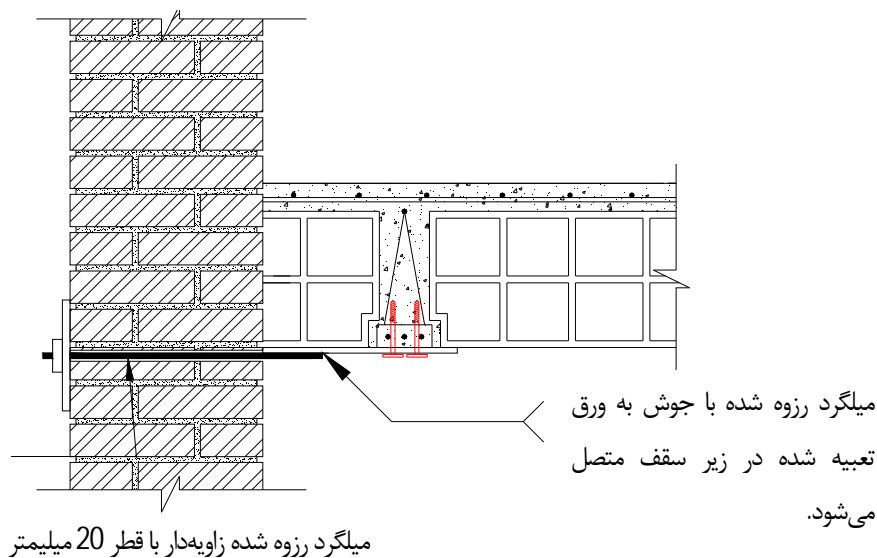 میلگرد رزوه شده با جوش به ورق
تعبیه شده در زیر سقف متصل
می‌شود.
میلگرد رزوه شده زاویه‌دار با قطر 20 میلیمتر